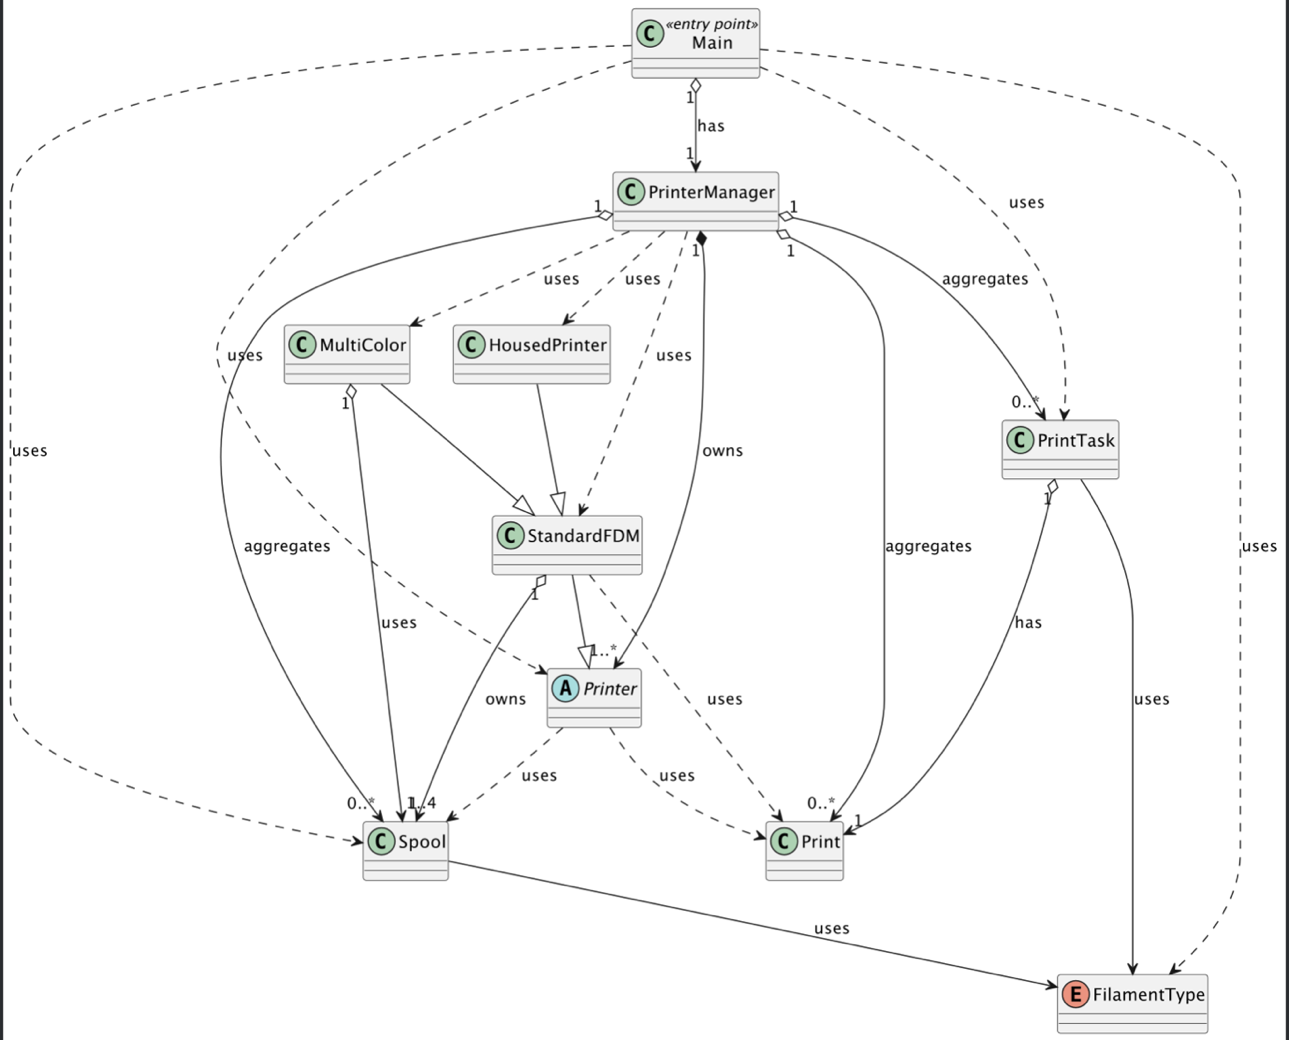 C «entry point»
Main
1
has
1
C PrinterManager
1
1
1
1
uses
uses
uses
aggregates
uses
C MultiColor
C HousedPrinter
uses
1
0..*
C PrintTask
1
uses
owns
C StandardFDM
1
aggregates
aggregates
uses
uses
has
1..*
A Printer
owns
uses
uses
uses
uses
0..*
1..4
0..*
1
C Spool
C Print
uses
E FilamentType